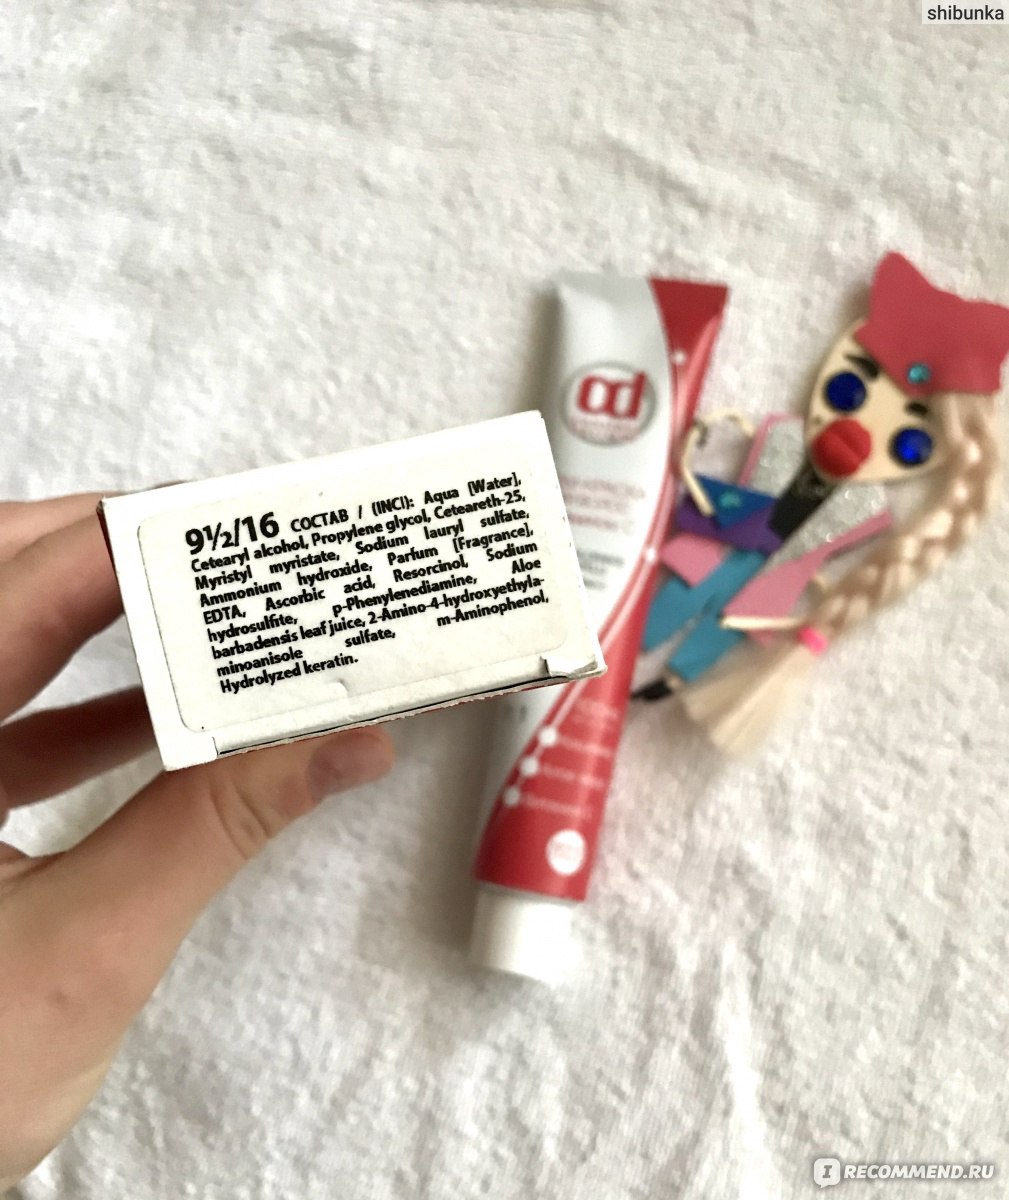 shibunka
9½/16 СОСТАВ / (INCI): Aqua [Water],
Cetearyl alcohol, Propylene glycol, Ceteareth-25,
Myristyl myristate, Sodium lauryl sulfate,
Ammonium hydroxide, Parfum [Fragrance],
EDTA, Ascorbic acid, Resorcinol, Sodium
hydrosulfite, p-Phenylenediamine, Aloe
barbadensis leaf juice, 2-Amino-4-hydroxyethyla-
minoanisole sulfate, m-Aminophenol,
Hydrolyzed keratin.
cd
I RECOMMEND.RU